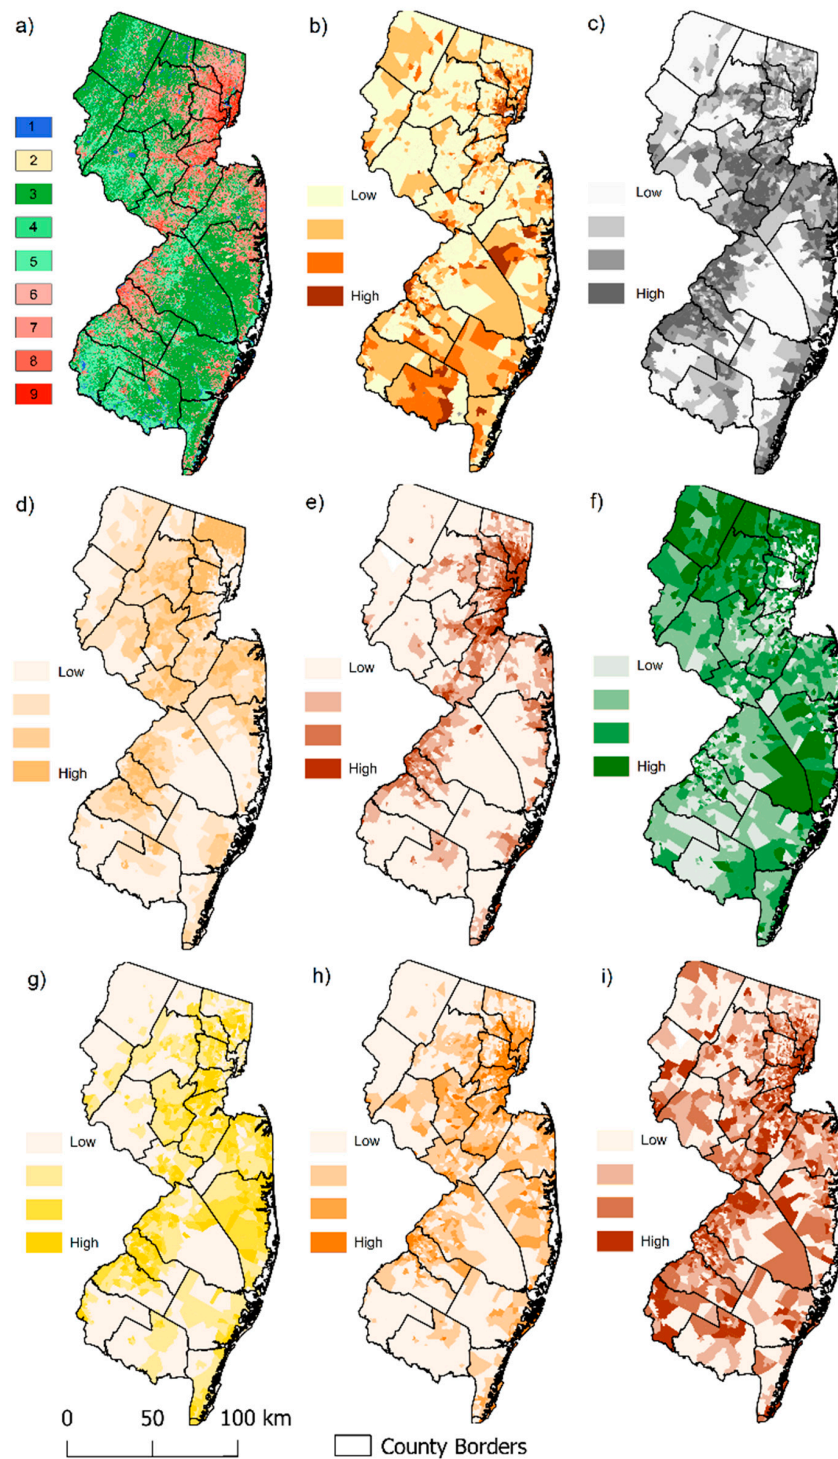 a)
b)
c)
1
2
3
4
5
6
7
8
9
Low
High
Low
High
d)
e)
f)
Low
High
Low
High
Low
High
g)
h)
i)
Low
High
Low
High
Low
High
0 50 100 km
County Borders